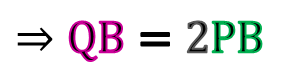 ⇒ QB = 2PB